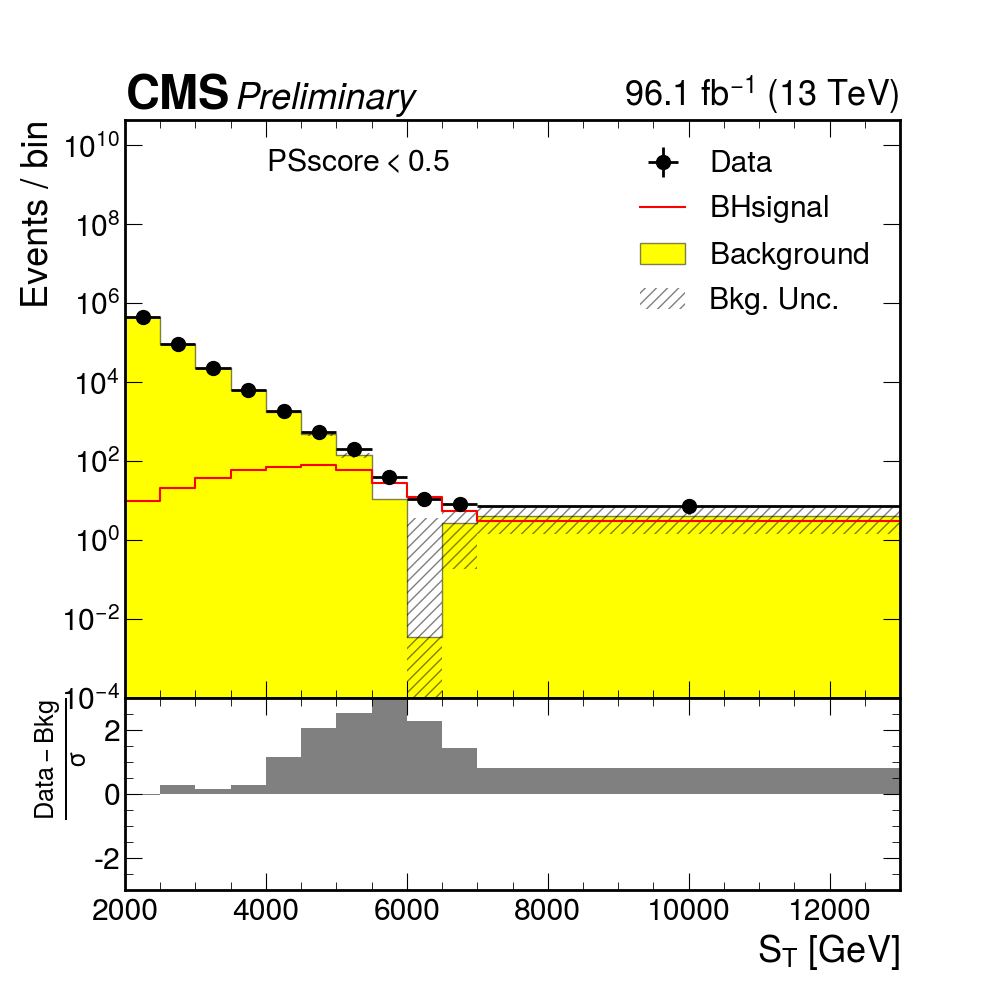 CMS Preliminary 96.1 fb⁻¹ (13 TeV)
Events / bin
PSscore < 0.5
Data
BHsignal
Background
Bkg. Unc.
10¹⁰
10⁸
10⁶
10⁴
10²
10⁰
10⁻²
10⁻⁴
Data − Bkg
σ
2
0
-2
2000 4000 6000 8000 10000 12000
S_T [GeV]